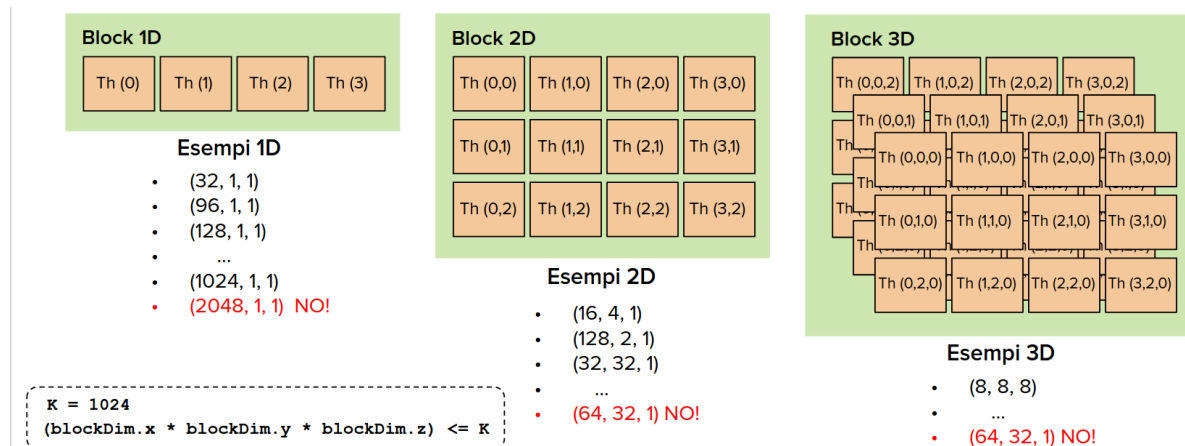 Block 1D
Th (0) Th (1) Th (2) Th (3)
Esempi 1D
• (32, 1, 1)
• (96, 1, 1)
• (128, 1, 1)
• ...
• (1024, 1, 1)
• (2048, 1, 1) NO!
K = 1024
(blockDim.x * blockDim.y * blockDim.z) <= K
Block 2D
Th (0,0) Th (1,0) Th (2,0) Th (3,0)
Th (0,1) Th (1,1) Th (2,1) Th (3,1)
Th (0,2) Th (1,2) Th (2,2) Th (3,2)
Esempi 2D
• (16, 4, 1)
• (128, 2, 1)
• (32, 32, 1)
• ...
• (64, 32, 1) NO!
Block 3D
Th (0,0,2) Th (1,0,2) Th (2,0,2) Th (3,0,2)
Th (0,0,1) Th (1,0,1) Th (2,0,1) Th (3,0,1)
Th (0,0,0) Th (1,0,0) Th (2,0,0) Th (3,0,0)
Th (0,1,0) Th (1,1,0) Th (2,1,0) Th (3,1,0)
Th (0,2,0) Th (1,2,0) Th (2,2,0) Th (3,2,0)
Esempi 3D
• (8, 8, 8)
• ...
• (64, 32, 1) NO!